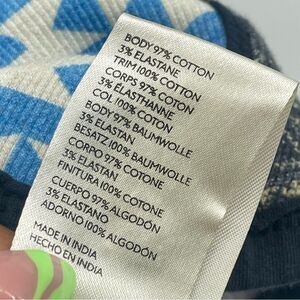 BODY 97% COTTON
3% ELASTANE
TRIM 100% COTTON
CORPS 97% COTON
3% ÉLASTHANNE
COL 100% COTON
BODY 97% BAUMWOLLE
3% ELASTAN
BESATZ 100% BAUMWOLLE
CORPO 97% COTONE
3% ELASTAN
FINITURA 100% COTONE
CUERPO 97% ALGODÓN
3% ELASTANO
ADORNO 100% ALGODÓN
MADE IN INDIA
HECHO EN INDIA